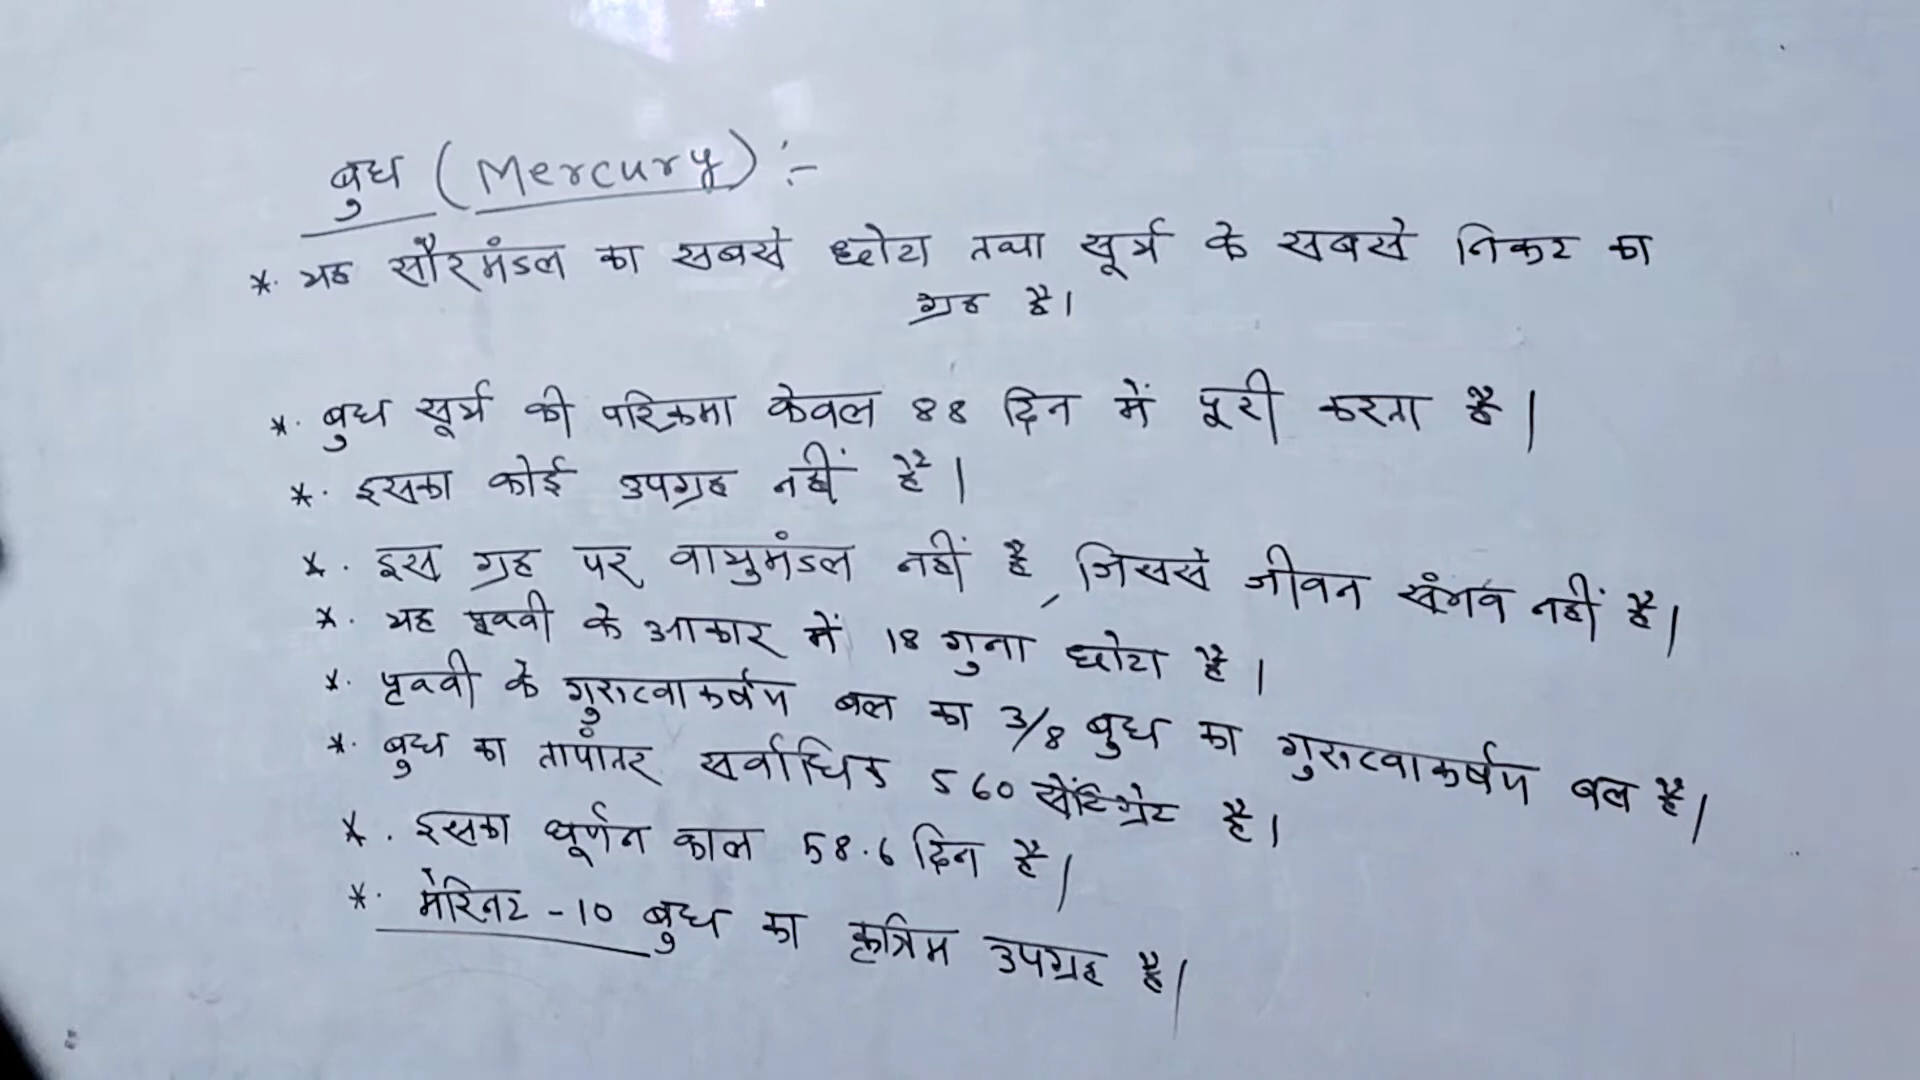 बुध (Mercury) :-
*. यह सौरमंडल का सबसे छोटा तथा सूर्य के सबसे निकट का
ग्रह है।
*. बुध सूर्य की परिक्रमा केवल 88 दिन में पूरी करता है।
*. इसका कोई उपग्रह नहीं है।
*. इस ग्रह पर वायुमंडल नहीं है, जिससे जीवन संभव नहीं है।
*. यह पृथ्वी के आकार में 18 गुना छोटा है।
*. पृथ्वी के गुरुत्वाकर्षण बल का 3/8 बुध का गुरुत्वाकर्षण बल है।
*. बुध का तापांतर सर्वाधिक 560 सेंटिग्रेट है।
*. इसका घूर्णन काल 58.6 दिन है।
*. मेरिनट -10 बुध का कृत्रिम उपग्रह है।